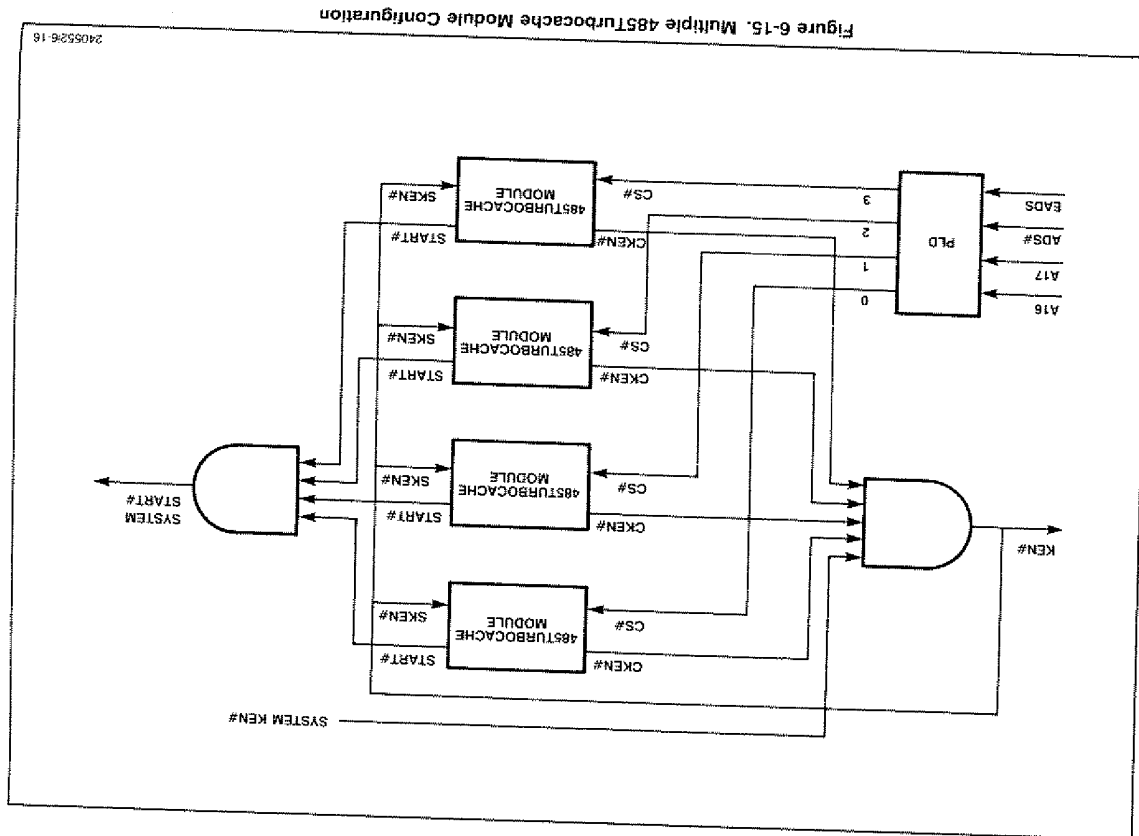 SYSTEM KEN#
CKEN#
485TURBOCACHE
MODULE
START#
CS#
SKEN#
KEN#
CKEN#
485TURBOCACHE
MODULE
START#
CS#
SKEN#
SYSTEM
START#
CKEN#
485TURBOCACHE
MODULE
START#
CS#
SKEN#
A16
A17
ADS#
EADS
PLD
0
1
2
3
CKEN#
485TURBOCACHE
MODULE
START#
CS#
SKEN#
240552-6-16
Figure 6-15. Multiple 485Turbocache Module Configuration